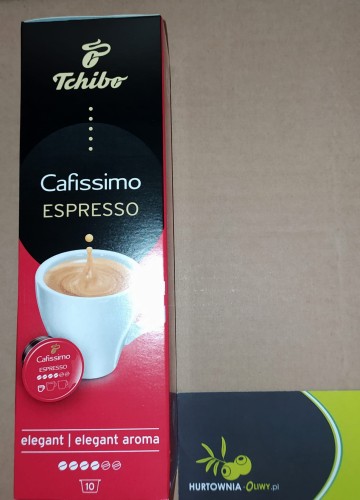 Tchibo
Cafissimo
ESPRESSO
Cafissimo
ESPRESSO
elegant | elegant aroma
10
HURTOWNIA-OLIWY.pl